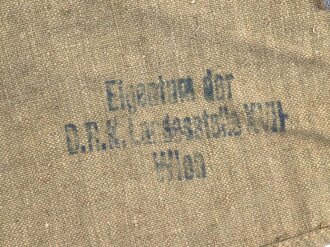 Eigentum der
D.R.K. Landesstelle XVII
Wien